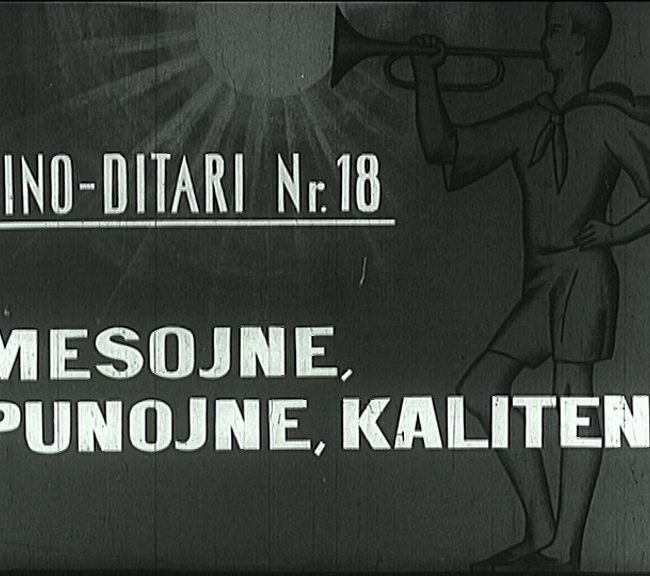 INO-DITARI Nr. 18
MESOJNE,
PUNOJNE, KALITEN